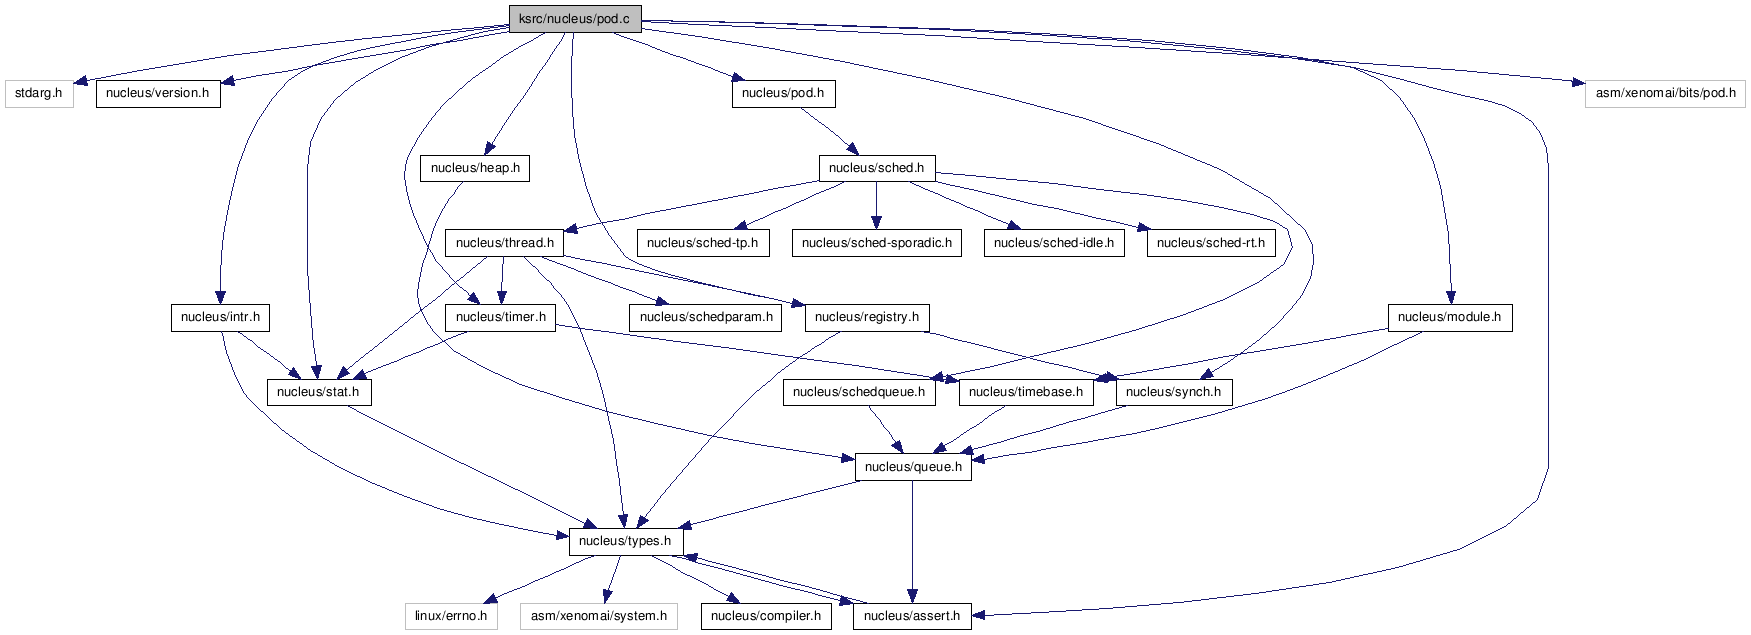 ksrc/nucleus/pod.c
stdarg.h
nucleus/version.h
nucleus/pod.h
asm/xenomai/bits/pod.h
nucleus/heap.h
nucleus/sched.h
nucleus/thread.h
nucleus/sched-tp.h
nucleus/sched-sporadic.h
nucleus/sched-idle.h
nucleus/sched-rt.h
nucleus/intr.h
nucleus/timer.h
nucleus/schedparam.h
nucleus/registry.h
nucleus/module.h
nucleus/stat.h
nucleus/schedqueue.h
nucleus/timebase.h
nucleus/synch.h
nucleus/queue.h
nucleus/types.h
linux/errno.h
asm/xenomai/system.h
nucleus/compiler.h
nucleus/assert.h